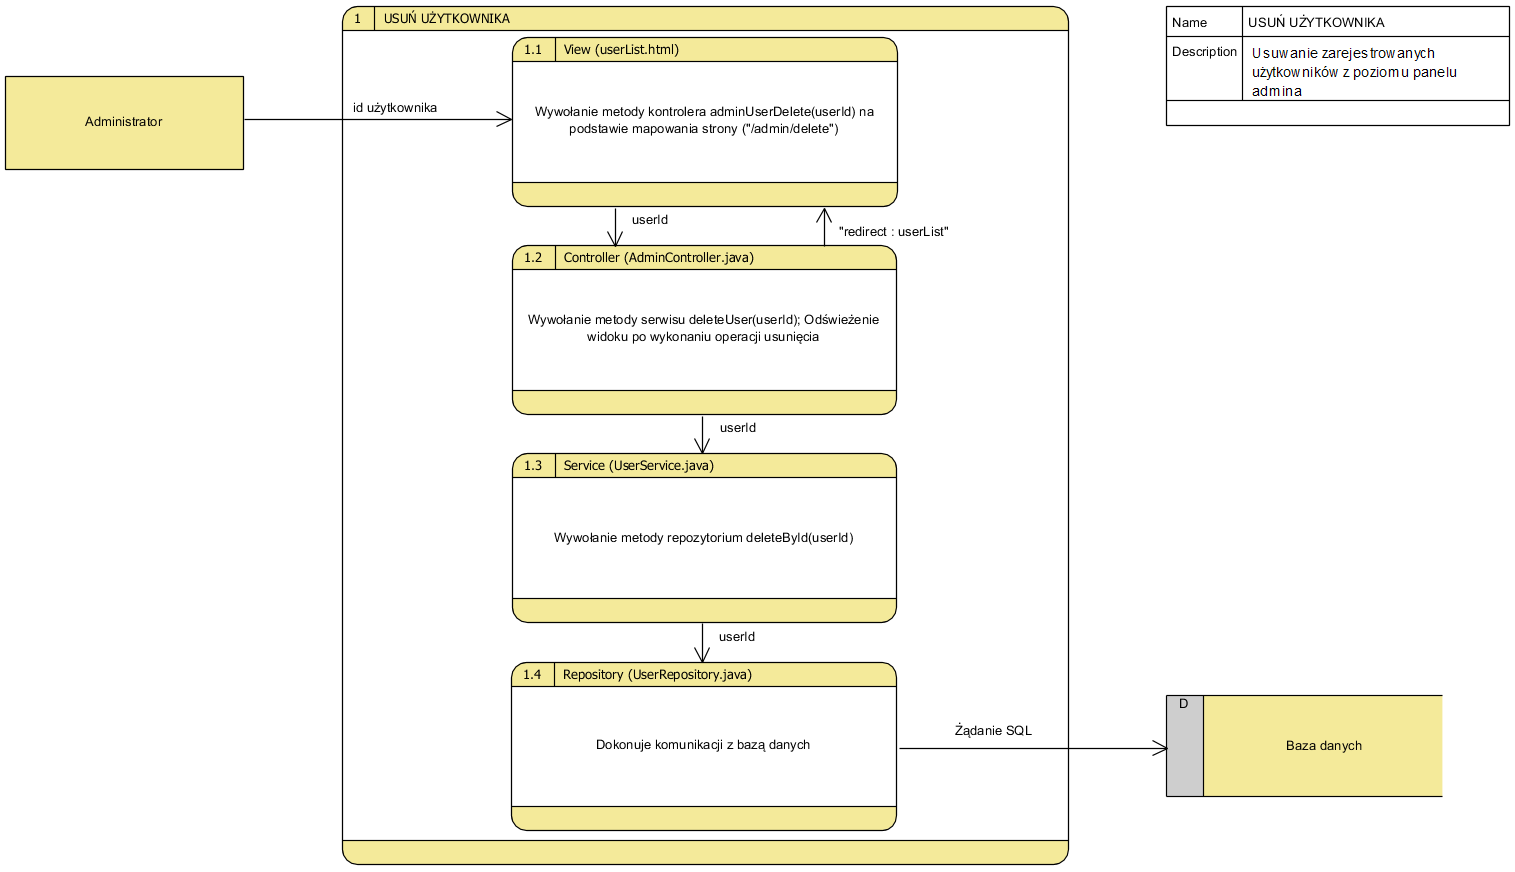 1 USUŃ UŻYTKOWNIKA
Name USUŃ UŻYTKOWNIKA
Description Usuwanie zarejestrowanych
użytkowników z poziomu panelu
admina
1.1 View (userList.html)
Administrator
id użytkownika
Wywołanie metody kontrolera adminUserDelete(userId) na
podstawie mapowania strony ("/admin/delete")
userId
"redirect : userList"
1.2 Controller (AdminController.java)
Wywołanie metody serwisu deleteUser(userId); Odświeżenie
widoku po wykonaniu operacji usunięcia
userId
1.3 Service (UserService.java)
Wywołanie metody repozytorium deleteById(userId)
userId
1.4 Repository (UserRepository.java)
Dokonuje komunikacji z bazą danych
Żądanie SQL
D
Baza danych